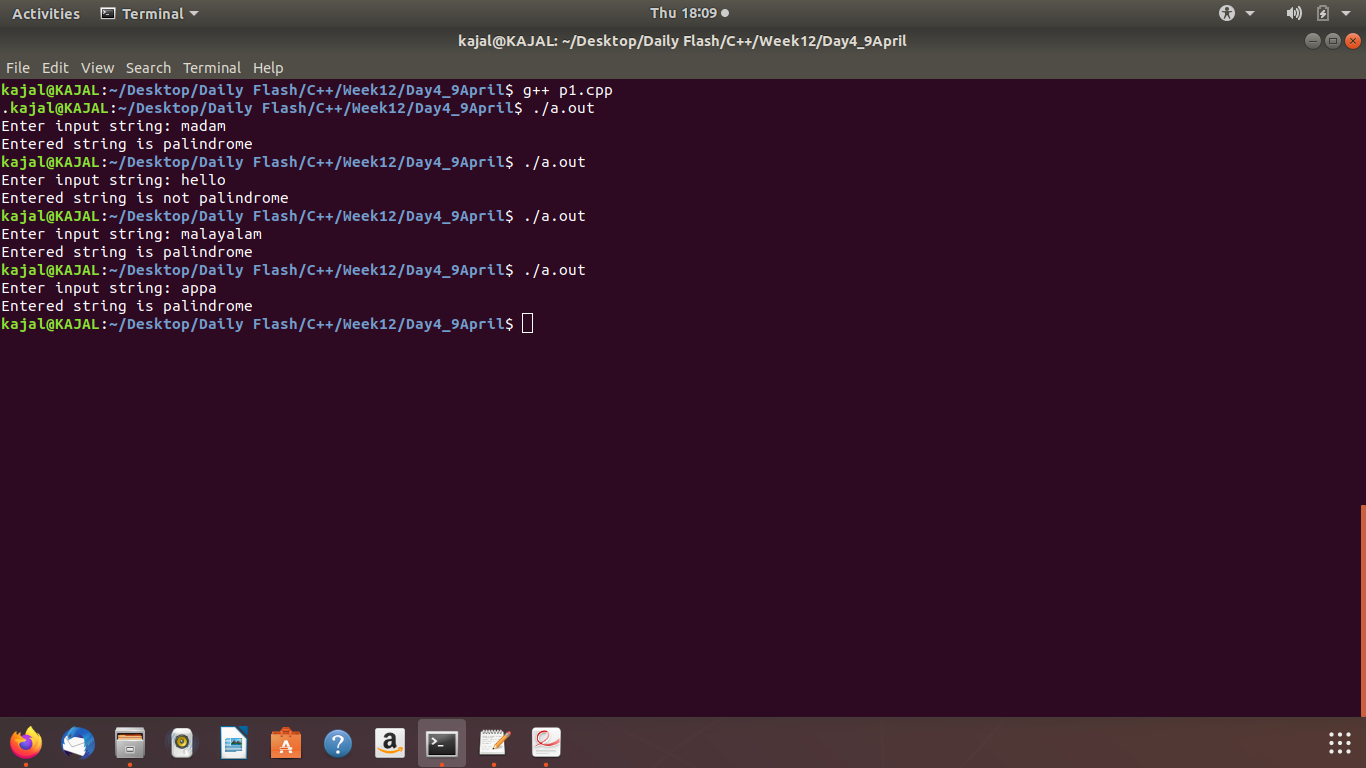 Activities Terminal Thu 18:09
kajal@KAJAL: ~/Desktop/Daily Flash/C++/Week12/Day4_9April
File Edit View Search Terminal Help
kajal@KAJAL:~/Desktop/Daily Flash/C++/Week12/Day4_9April$ g++ p1.cpp
.kajal@KAJAL:~/Desktop/Daily Flash/C++/Week12/Day4_9April$ ./a.out
Enter input string: madam
Entered string is palindrome
kajal@KAJAL:~/Desktop/Daily Flash/C++/Week12/Day4_9April$ ./a.out
Enter input string: hello
Entered string is not palindrome
kajal@KAJAL:~/Desktop/Daily Flash/C++/Week12/Day4_9April$ ./a.out
Enter input string: malayalam
Entered string is palindrome
kajal@KAJAL:~/Desktop/Daily Flash/C++/Week12/Day4_9April$ ./a.out
Enter input string: appa
Entered string is palindrome
kajal@KAJAL:~/Desktop/Daily Flash/C++/Week12/Day4_9April$